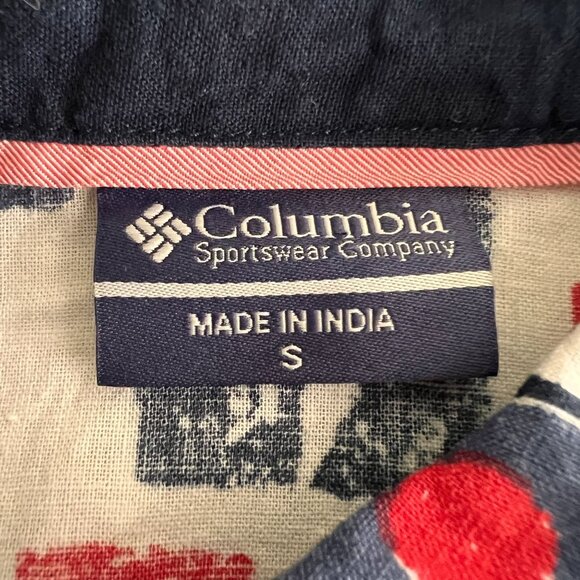 Columbia
Sportswear Company
MADE IN INDIA
S